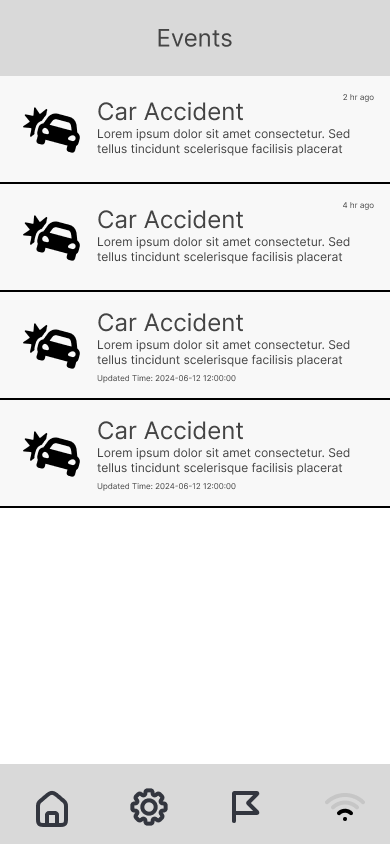 Events
2 hr ago
Car Accident
Lorem ipsum dolor sit amet consectetur. Sed
tellus tincidunt scelerisque facilisis placerat
4 hr ago
Car Accident
Lorem ipsum dolor sit amet consectetur. Sed
tellus tincidunt scelerisque facilisis placerat
Car Accident
Lorem ipsum dolor sit amet consectetur. Sed
tellus tincidunt scelerisque facilisis placerat
Updated Time: 2024-06-12 12:00:00
Car Accident
Lorem ipsum dolor sit amet consectetur. Sed
tellus tincidunt scelerisque facilisis placerat
Updated Time: 2024-06-12 12:00:00